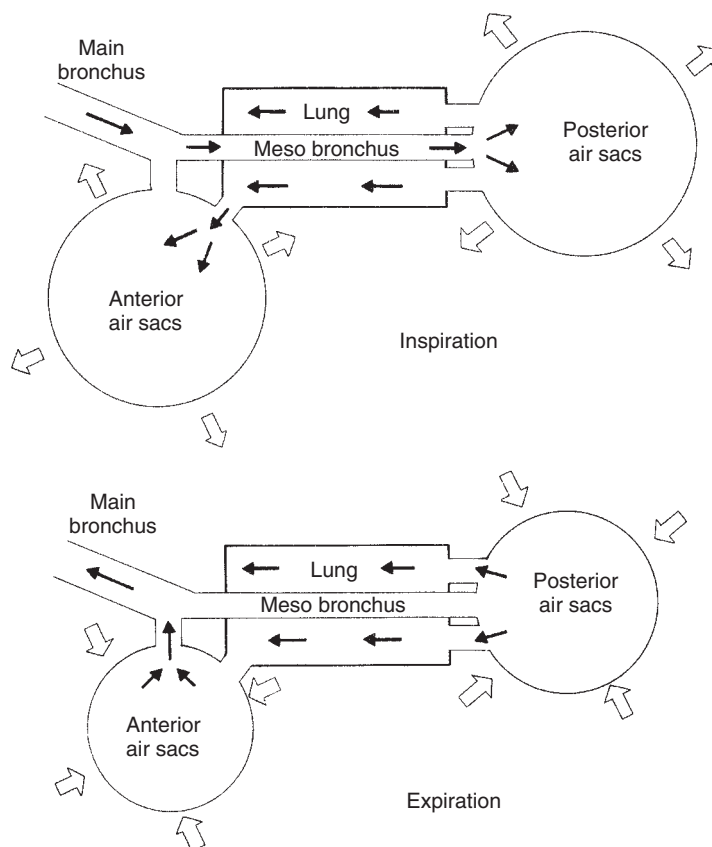 Main
bronchus
Lung
Meso bronchus
Posterior
air sacs
Anterior
air sacs
Inspiration
Main
bronchus
Lung
Meso bronchus
Posterior
air sacs
Anterior
air sacs
Expiration